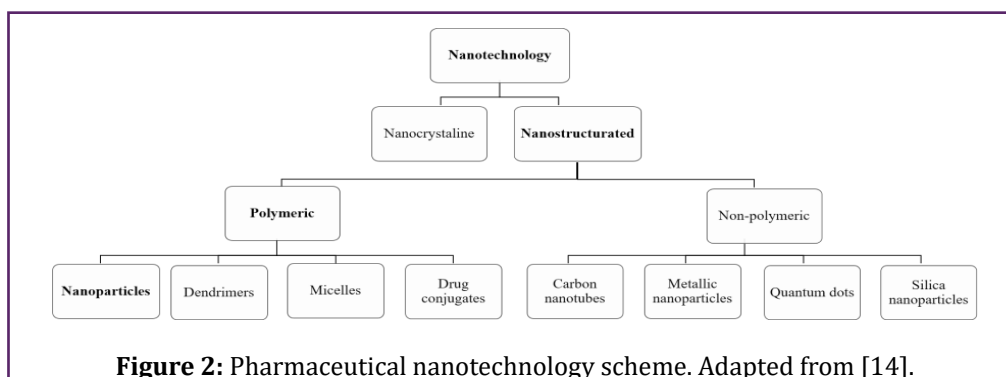 Nanotechnology
Nanocrystaline
Nanostructurated
Polymeric
Non-polymeric
Nanoparticles
Dendrimers
Micelles
Drug
conjugates
Carbon
nanotubes
Metallic
nanoparticles
Quantum dots
Silica
nanoparticles
Figure 2: Pharmaceutical nanotechnology scheme. Adapted from [14].